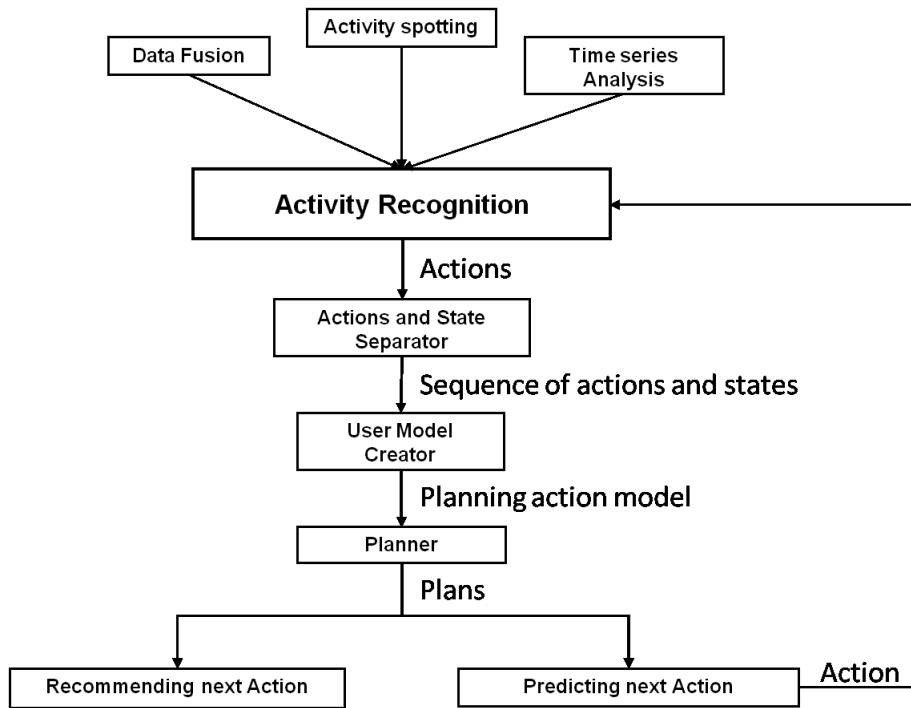 Activity spotting
Data Fusion
Time series
Analysis
Activity Recognition
Actions
Actions and State
Separator
Sequence of actions and states
User Model
Creator
Planning action model
Planner
Plans
Recommending next Action
Predicting next Action
Action